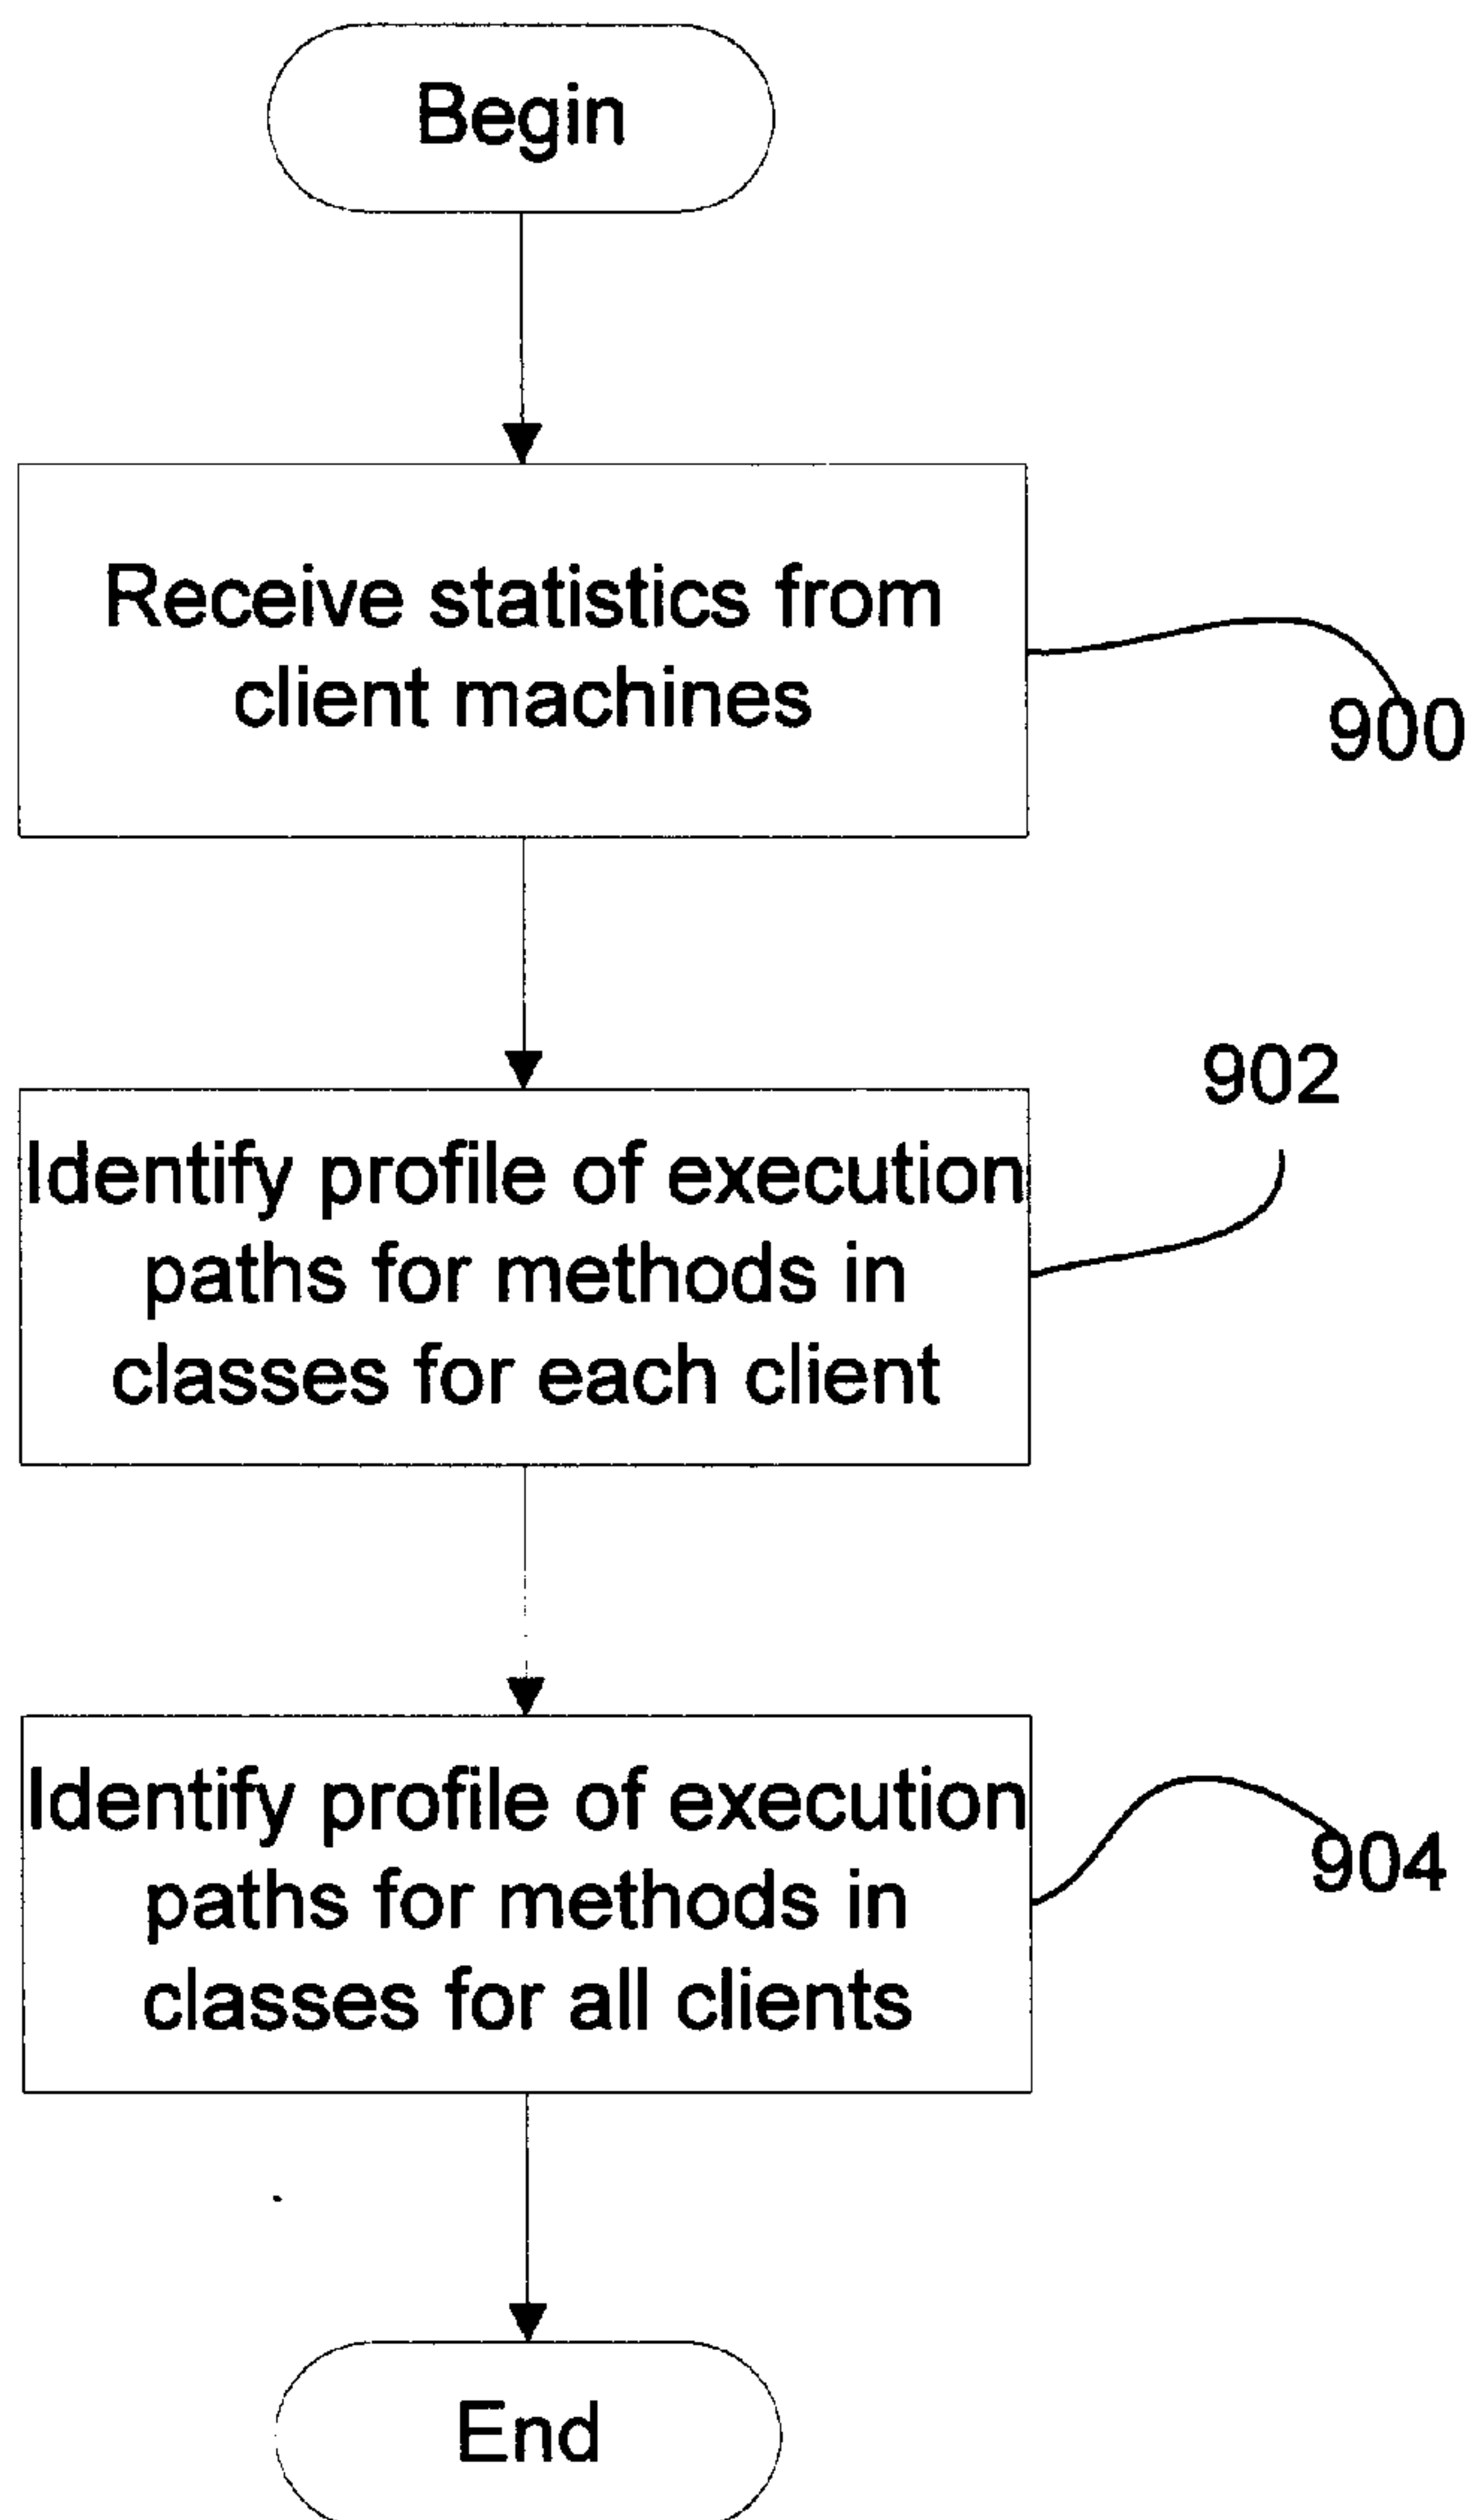 Begin
Receive statistics from
client machines
900
902
Identify profile of execution
paths for methods in
classes for each client
Identify profile of execution
paths for methods in
classes for all clients
904
End